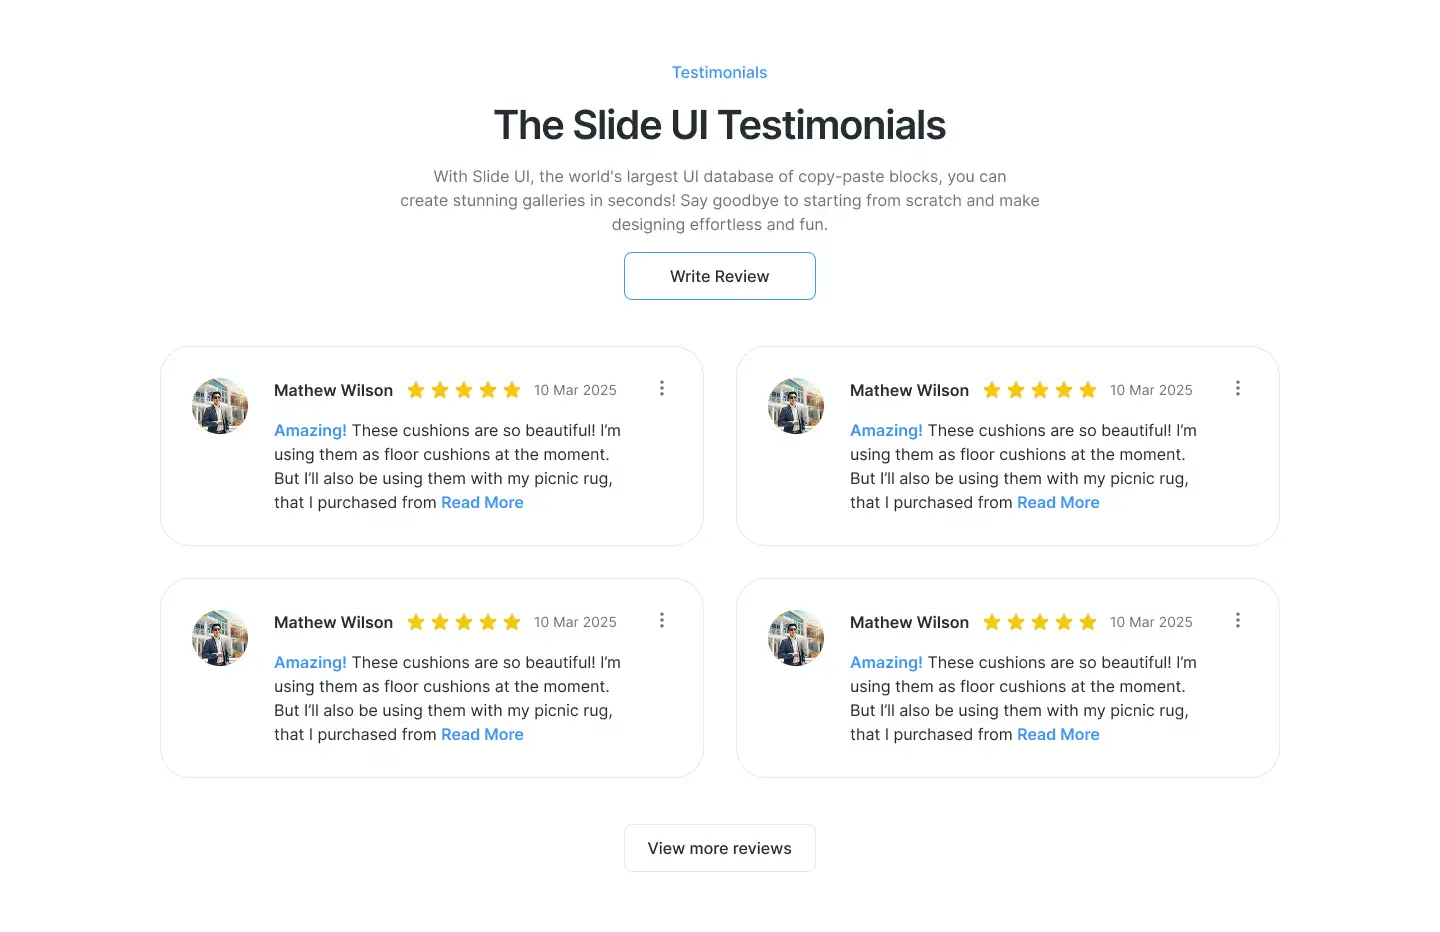 Testimonials
The Slide UI Testimonials
With Slide UI, the world's largest UI database of copy-paste blocks, you can
create stunning galleries in seconds! Say goodbye to starting from scratch and make
designing effortless and fun.
Write Review
Mathew Wilson 10 Mar 2025
Amazing! These cushions are so beautiful! I’m
using them as floor cushions at the moment.
But I’ll also be using them with my picnic rug,
that I purchased from Read More
Mathew Wilson 10 Mar 2025
Amazing! These cushions are so beautiful! I’m
using them as floor cushions at the moment.
But I’ll also be using them with my picnic rug,
that I purchased from Read More
Mathew Wilson 10 Mar 2025
Amazing! These cushions are so beautiful! I’m
using them as floor cushions at the moment.
But I’ll also be using them with my picnic rug,
that I purchased from Read More
Mathew Wilson 10 Mar 2025
Amazing! These cushions are so beautiful! I’m
using them as floor cushions at the moment.
But I’ll also be using them with my picnic rug,
that I purchased from Read More
View more reviews